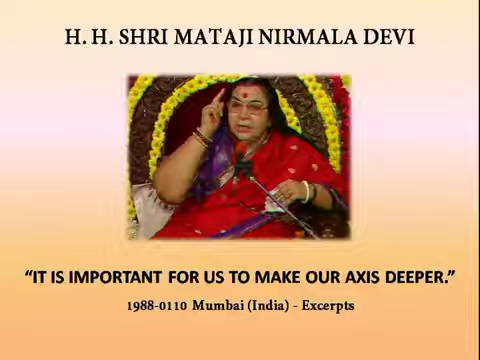 H. H. SHRI MATAJI NIRMALA DEVI
“IT IS IMPORTANT FOR US TO MAKE OUR AXIS DEEPER.”
1988-0110 Mumbai (India) - Excerpts